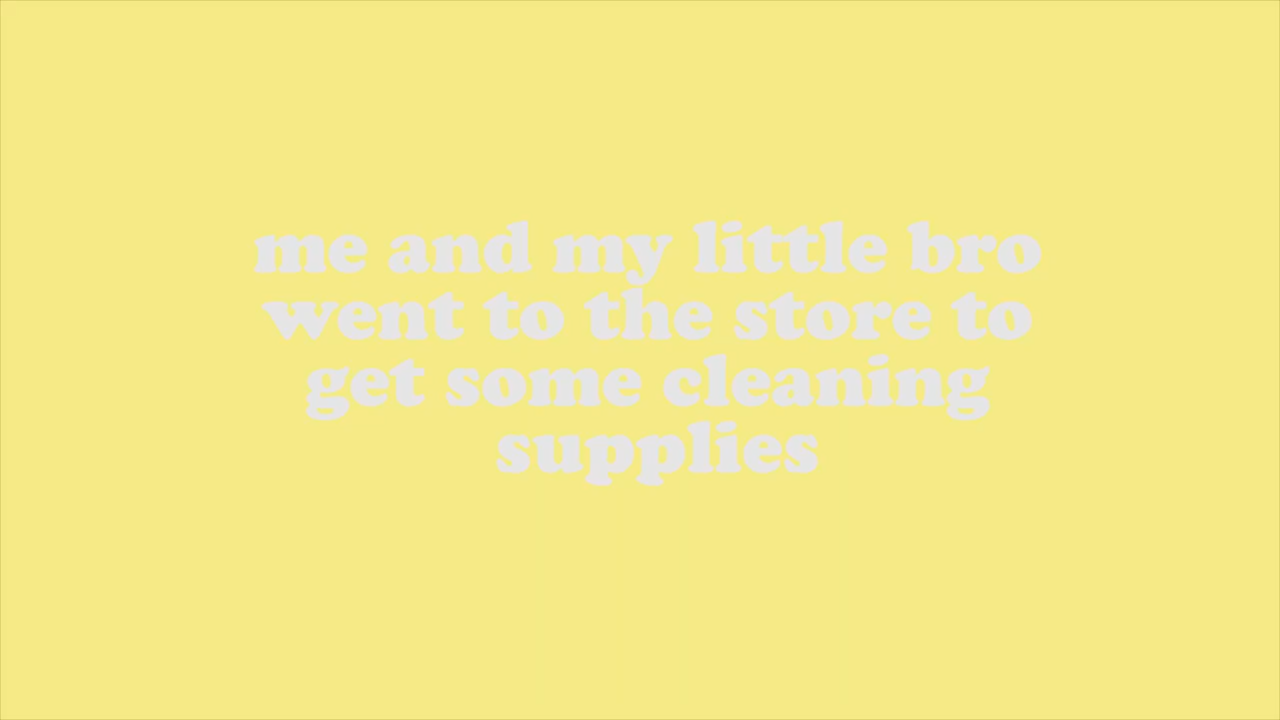 me and my little bro
went to the store to
get some cleaning
supplies